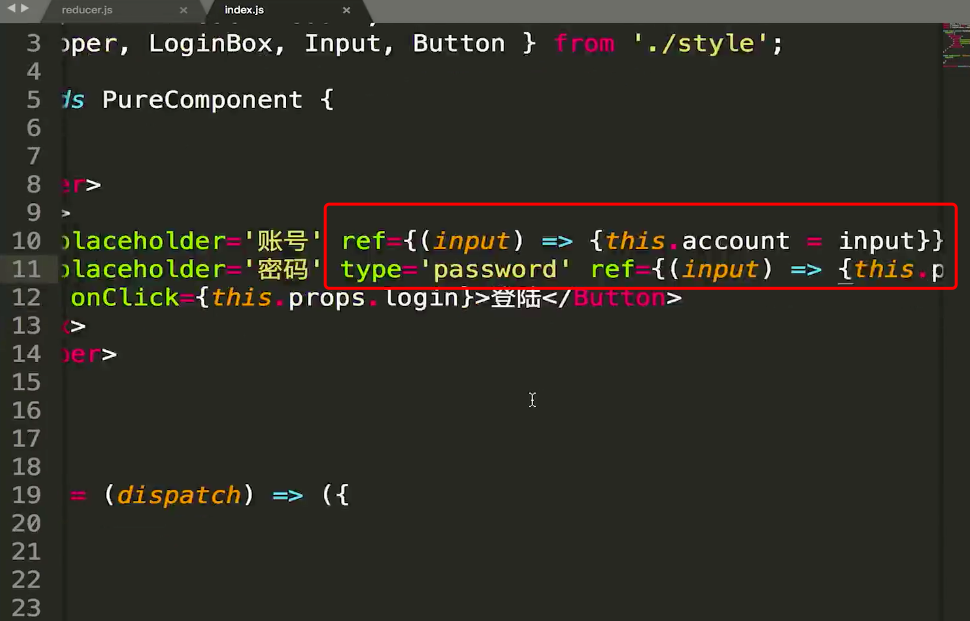 reducer.js × index.js ×
3 pper, LoginBox, Input, Button } from './style';
4
5 ds PureComponent {
6
7
8 er>
9 >
10 placeholder='账号' ref={(input) => {this.account = input}}
11 placeholder='密码' type='password' ref={(input) => {this.p
12 onClick={this.props.login}>登陆</Button>
13 x>
14 per>
15
16
17
18
19 = (dispatch) => ({
20
21
22
23